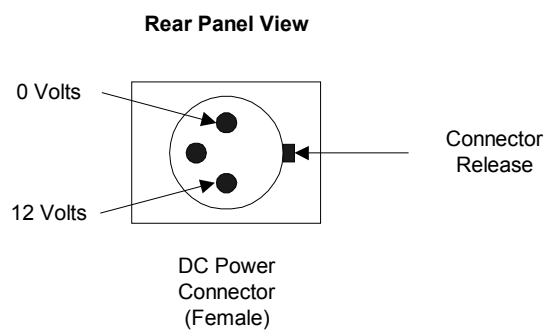 Rear Panel View
0 Volts
Connector
Release
12 Volts
DC Power
Connector
(Female)